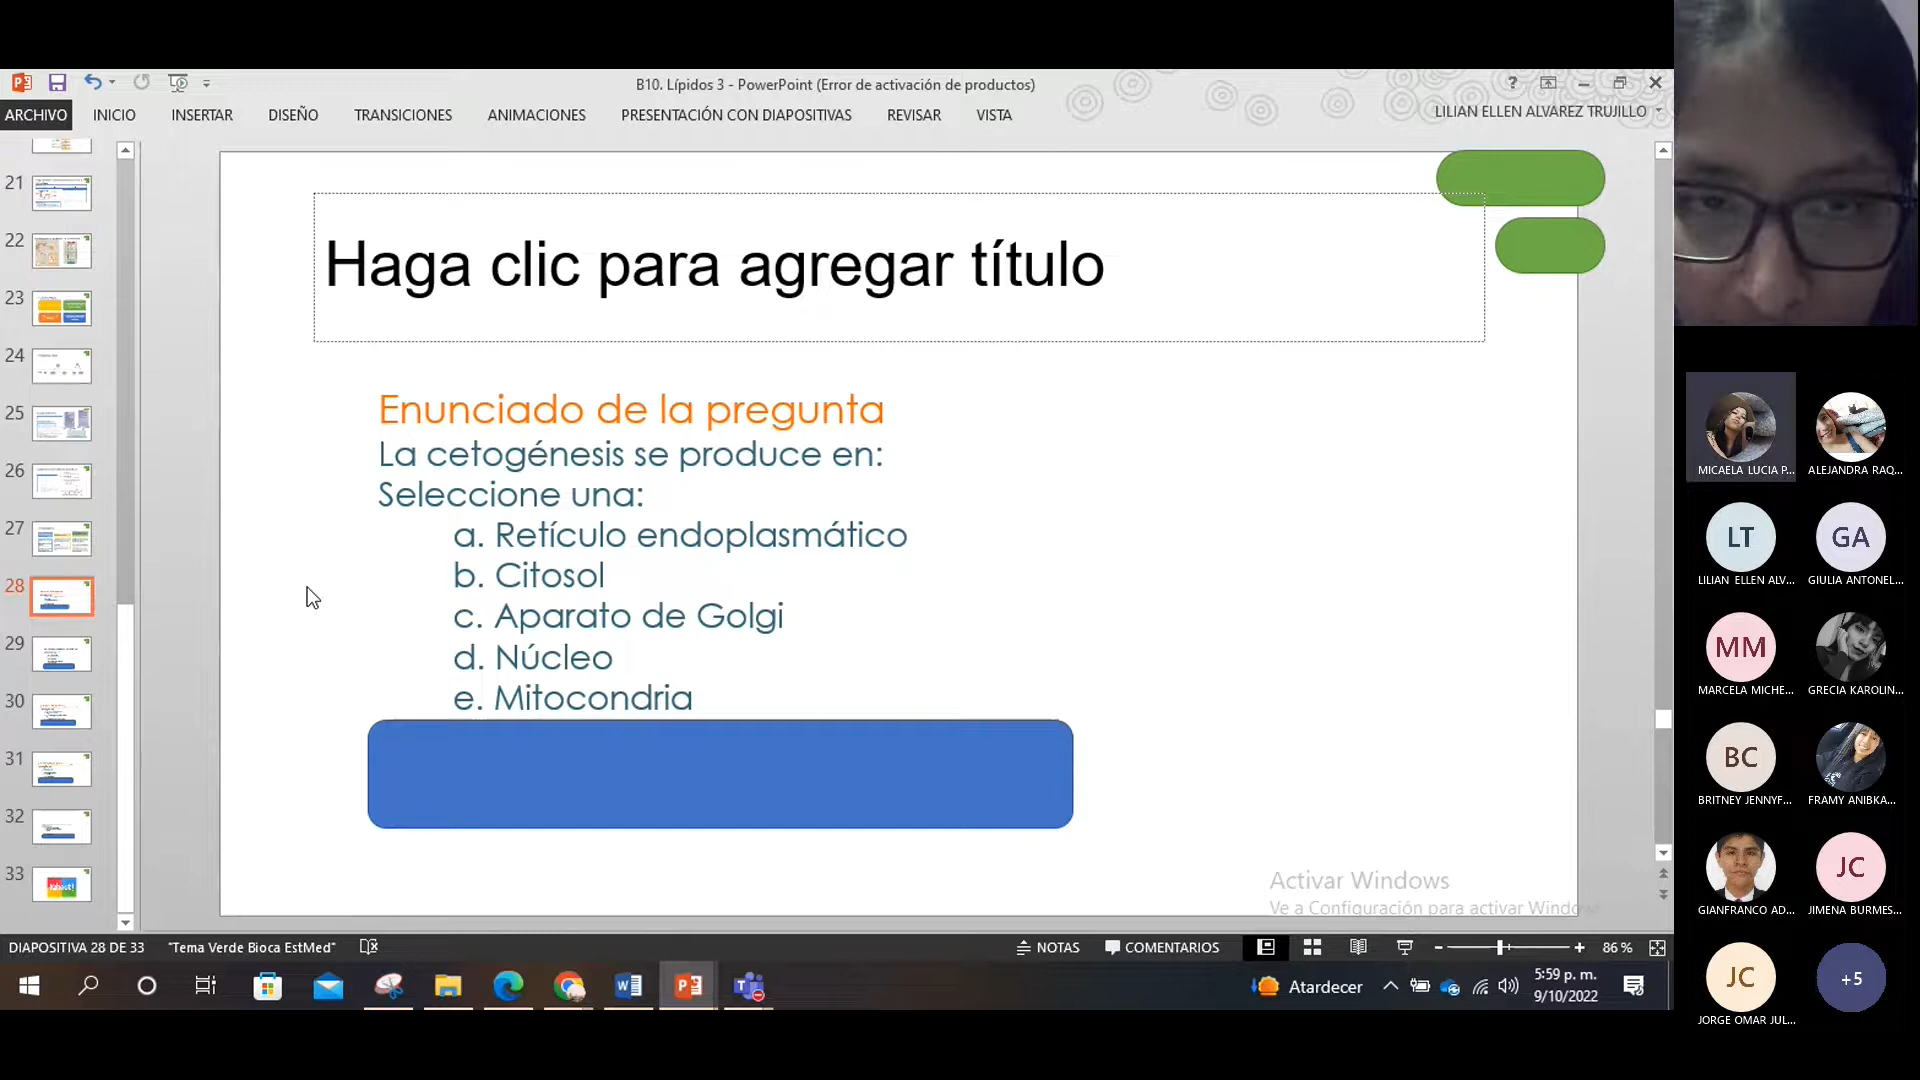 B10. Lípidos 3 - PowerPoint (Error de activación de productos)
ARCHIVO INICIO INSERTAR DISEÑO TRANSICIONES ANIMACIONES PRESENTACIÓN CON DIAPOSITIVAS REVISAR VISTA
LILIAN ELLEN ALVAREZ TRUJILLO
21
22
23
24
25
26
27
28
29
30
31
32
33
Kahoot!
Haga clic para agregar título
Enunciado de la pregunta
La cetogénesis se produce en:
Seleccione una:
a. Retículo endoplasmático
b. Citosol
c. Aparato de Golgi
d. Núcleo
e. Mitocondria
Activar Windows
Ve a Configuración para activar Windo
DIAPOSITIVA 28 DE 33 "Tema Verde Bioca EstMed" NOTAS COMENTARIOS 86 %
Atardecer 5:59 p. m.
9/10/2022
MICAELA LUCIA P... ALEJANDRA RAQ...
LT GA
LILIAN ELLEN ALV... GIULIA ANTONEL...
MM
MARCELA MICHE... GRECIA KAROLIN...
BC
BRITNEY JENNYF... FRAMY ANIBKA...
JC
GIANFRANCO AD... JIMENA BURMES...
JC +5
JORGE OMAR JUL...